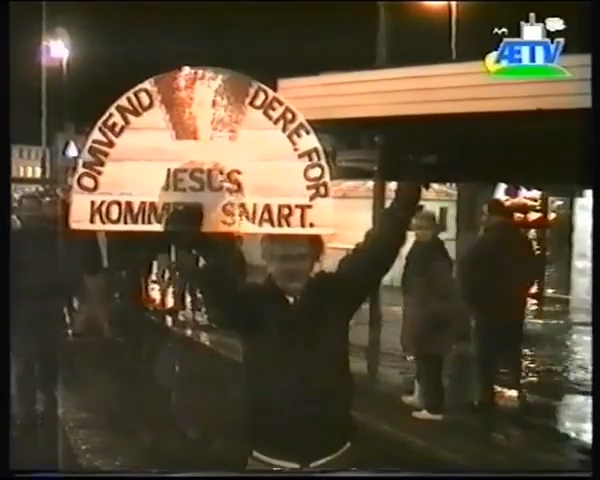 ÆTV
OMVEND DERE, FOR
JESUS
KOMMER SNART.